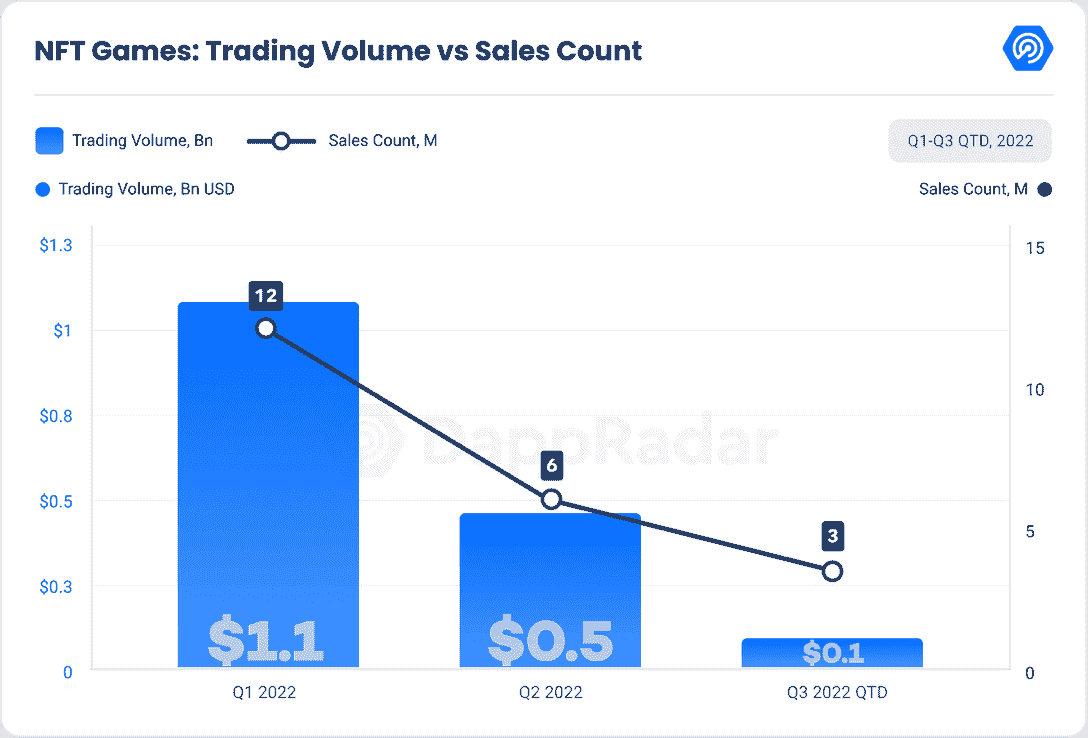 NFT Games: Trading Volume vs Sales Count
Trading Volume, Bn
Sales Count, M
Q1-Q3 QTD, 2022
Trading Volume, Bn USD
Sales Count, M
$1.3
15
12
$1
10
$0.8
DappRadar
6
$0.5
5
3
$0.3
$1.1
$0.5
$0.1
0
0
Q1 2022
Q2 2022
Q3 2022 QTD